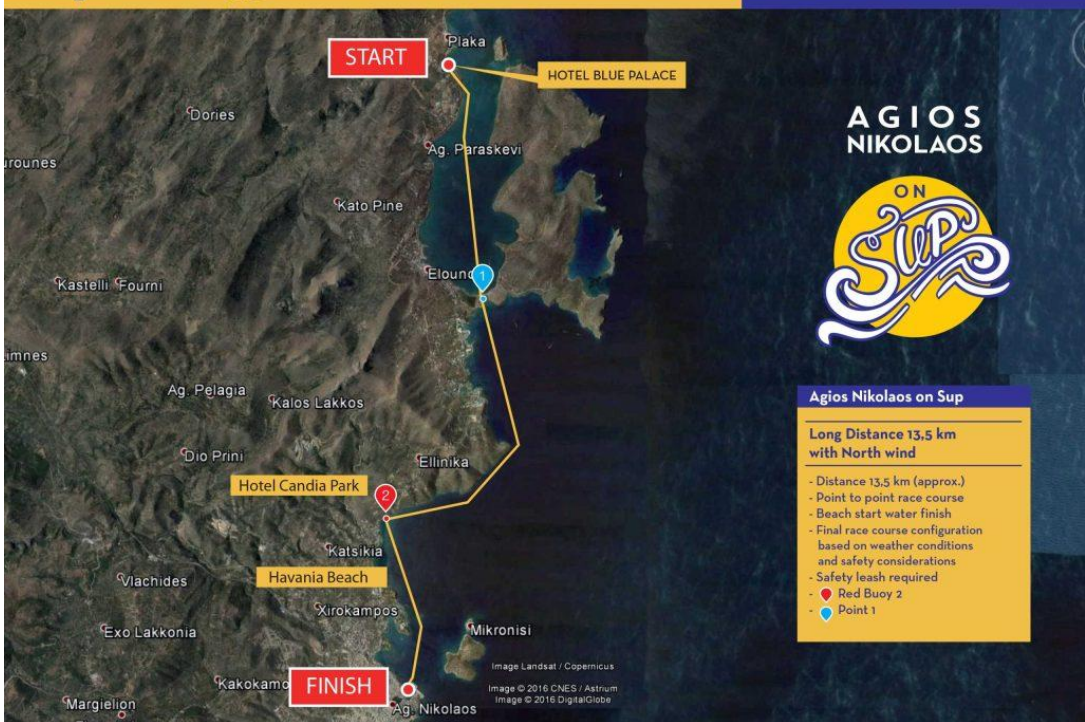 Plaka
START
HOTEL BLUE PALACE
Dories
AGIOS
NIKOLAOS
ON
Sup
Ag. Paraskevi
urounes
Kato Pine
1
Kastelli
Fourni
Elound
imnes
Ag. Pelagia
Kalos Lakkos
Agios Nikolaos on Sup
Long Distance 13,5 km
with North wind
- Distance 13,5 km (approx.)
- Point to point race course
- Beach start water finish
- Final race course configuration
based on weather conditions
and safety considerations
- Safety leash required
- Red Buoy 2
- Point 1
Dio Prini
Ellinika
Hotel Candia Park
2
Katsikia
Havania Beach
Vlachides
Xirokampos
Exo Lakkonia
Mikronisi
Image Landsat / Copernicus
Kakokamo
FINISH
Image © 2016 CNES / Astrium
Image © 2016 DigitalGlobe
Margielion
Ag. Nikolaos